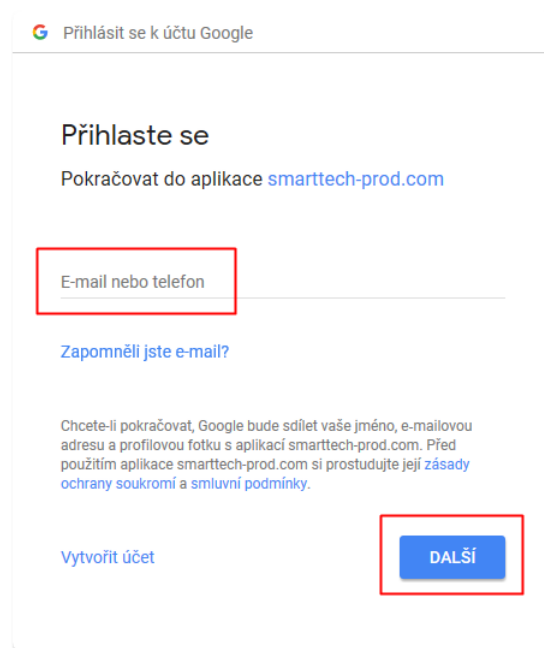 Přihlásit se k účtu Google
Přihlaste se
Pokračovat do aplikace smarttech-prod.com
E-mail nebo telefon
Zapomněli jste e-mail?
Chcete-li pokračovat, Google bude sdílet vaše jméno, e-mailovou
adresu a profilovou fotku s aplikací smarttech-prod.com. Před
použitím aplikace smarttech-prod.com si prostudujte její zásady
ochrany soukromí a smluvní podmínky.
Vytvořit účet
DALŠÍ